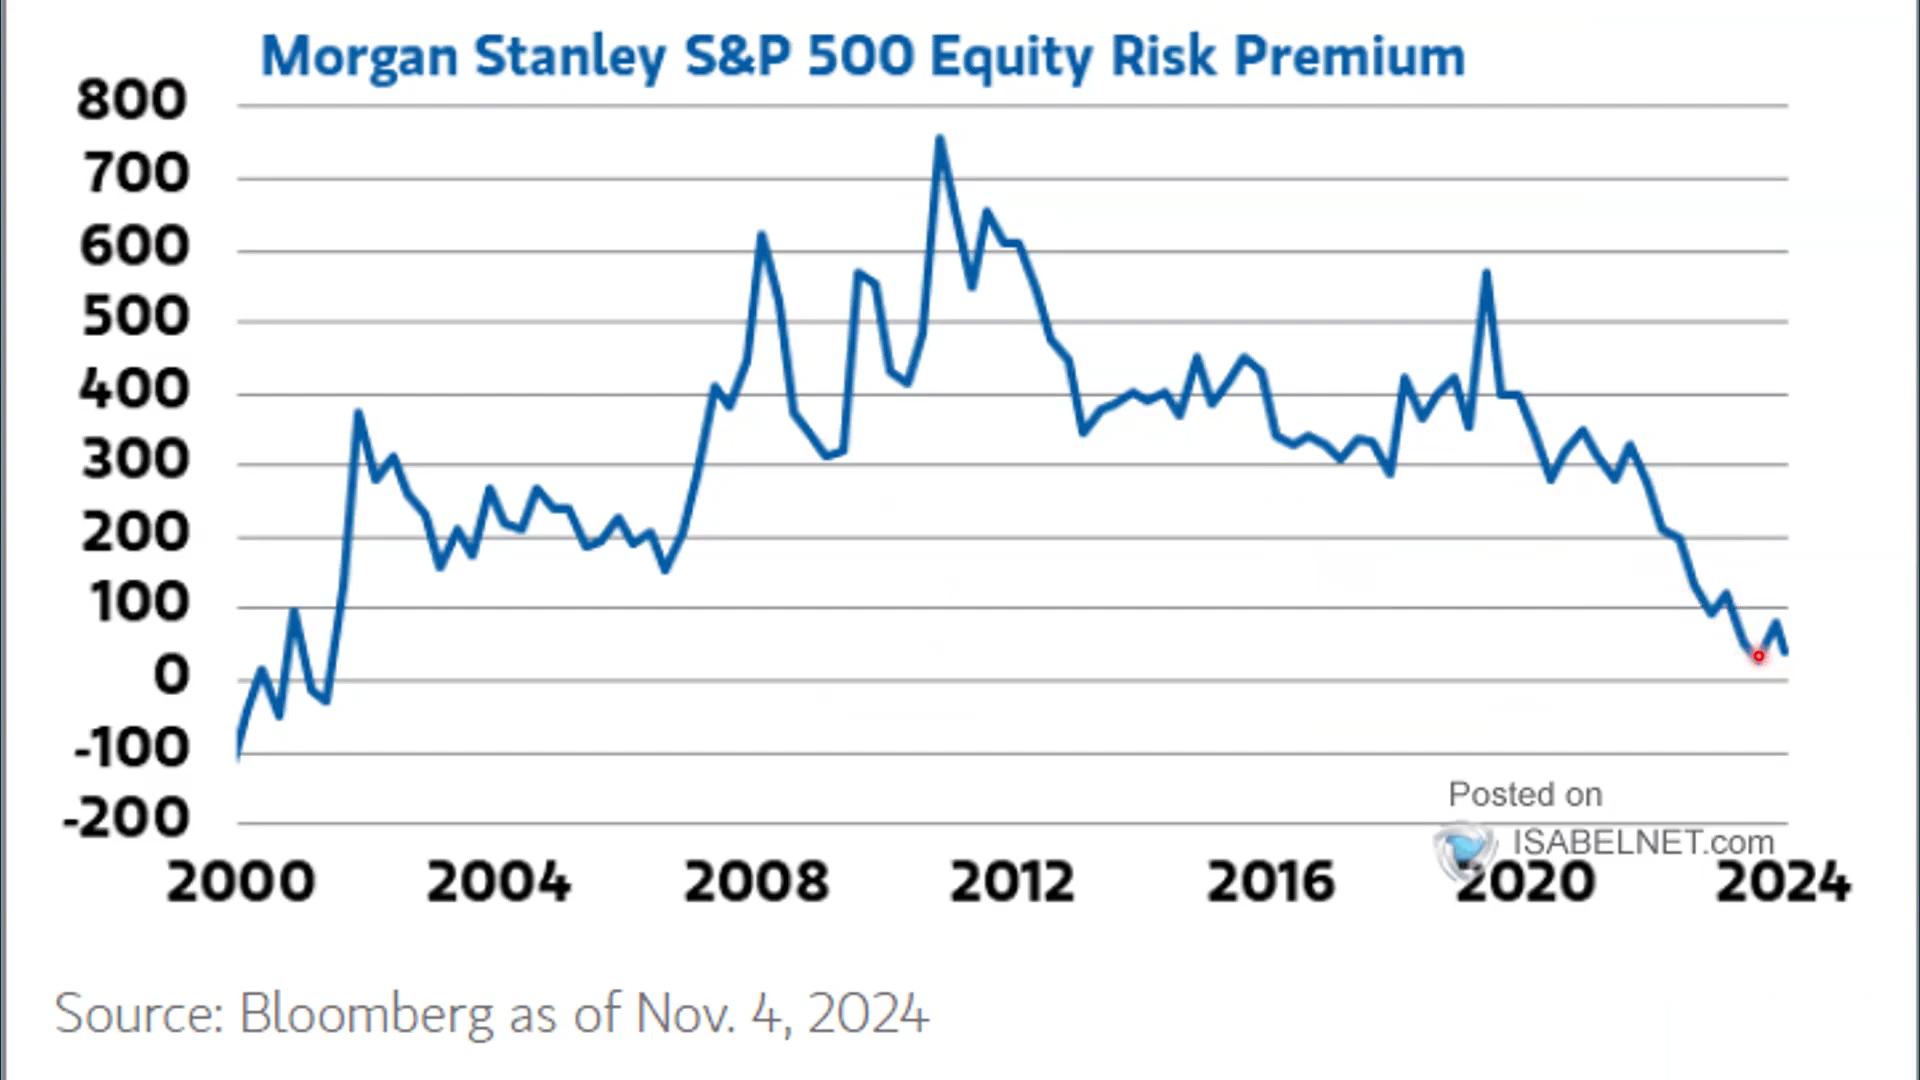 Morgan Stanley S&P 500 Equity Risk Premium
800
700
600
500
400
300
200
100
0
-100
-200
Posted on
ISABELNET.com
2000 2004 2008 2012 2016 2020 2024
Source: Bloomberg as of Nov. 4, 2024